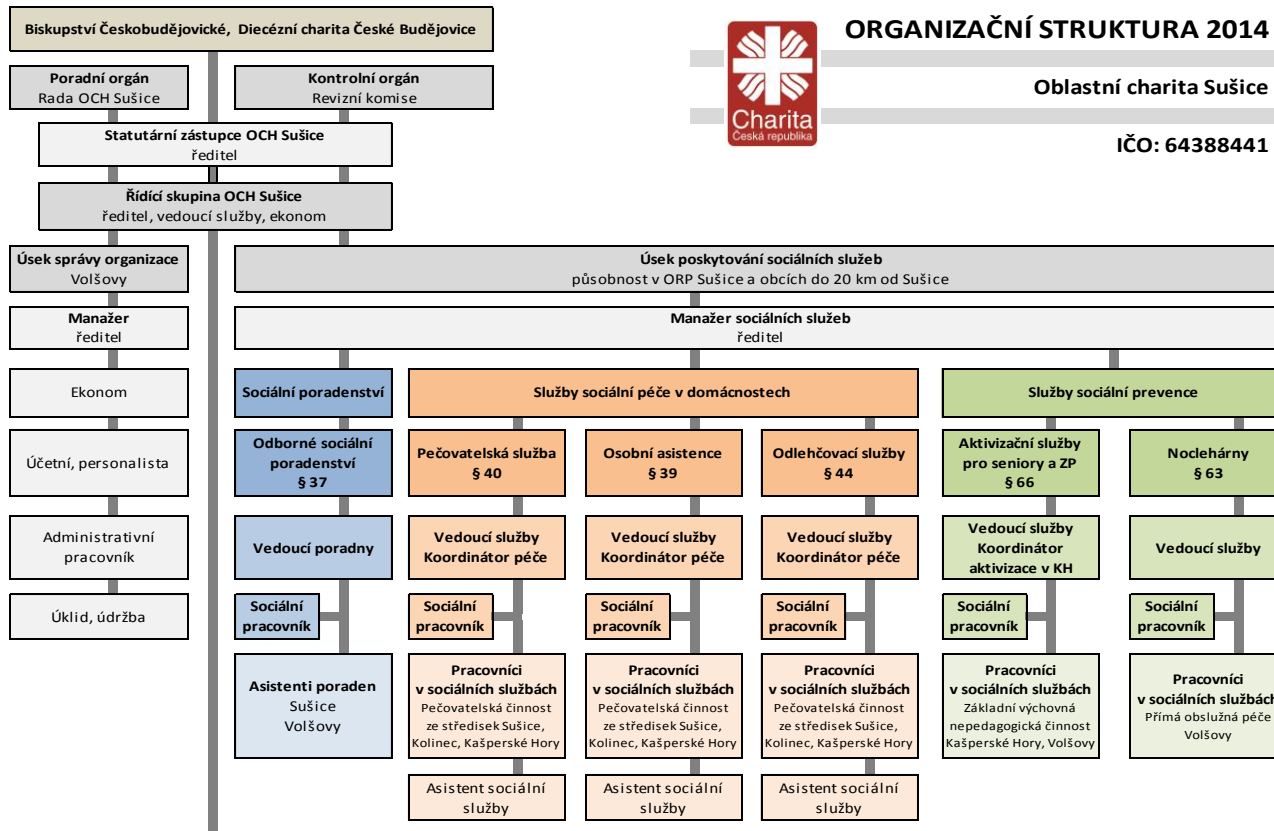 Biskupství Českobudějovické, Diecézní charita České Budějovice
ORGANIZAČNÍ STRUKTURA 2014
Oblastní charita Sušice
IČO: 64388441
Charita
Česká republika
Poradní orgán
Rada OCH Sušice
Kontrolní orgán
Revizní komise
Statutární zástupce OCH Sušice
ředitel
Řídící skupina OCH Sušice
ředitel, vedoucí služby, ekonom
Úsek správy organizace
Volšovy
Úsek poskytování sociálních služeb
působnost v ORP Sušice a obcích do 20 km od Sušice
Manažer
ředitel
Manažer sociálních služeb
ředitel
Ekonom
Sociální poradenství
Služby sociální péče v domácnostech
Služby sociální prevence
Účetní, personalista
Odborné sociální
poradenství
§ 37
Pečovatelská služba
§ 40
Osobní asistence
§ 39
Odlehčovací služby
§ 44
Aktivizační služby
pro seniory a ZP
§ 66
Noclehárny
§ 63
Administrativní
pracovník
Vedoucí poradny
Vedoucí služby
Koordinátor péče
Vedoucí služby
Koordinátor péče
Vedoucí služby
Koordinátor péče
Vedoucí služby
Koordinátor
aktivizace v KH
Vedoucí služby
Úklid, údržba
Sociální
pracovník
Sociální
pracovník
Sociální
pracovník
Sociální
pracovník
Sociální
pracovník
Sociální
pracovník
Asistenti poraden
Sušice
Volšovy
Pracovníci
v sociálních službách
Pečovatelská činnost
ze středisek Sušice,
Kolinec, Kašperské Hory
Pracovníci
v sociálních službách
Pečovatelská činnost
ze středisek Sušice,
Kolinec, Kašperské Hory
Pracovníci
v sociálních službách
Pečovatelská činnost
ze středisek Sušice,
Kolinec, Kašperské Hory
Pracovníci
v sociálních službách
Základní výchovná
nepedagogická činnost
Kašperské Hory, Volšovy
Pracovníci
v sociálních službách
Přímá obslužná péče
Volšovy
Asistent sociální
služby
Asistent sociální
služby
Asistent sociální
služby